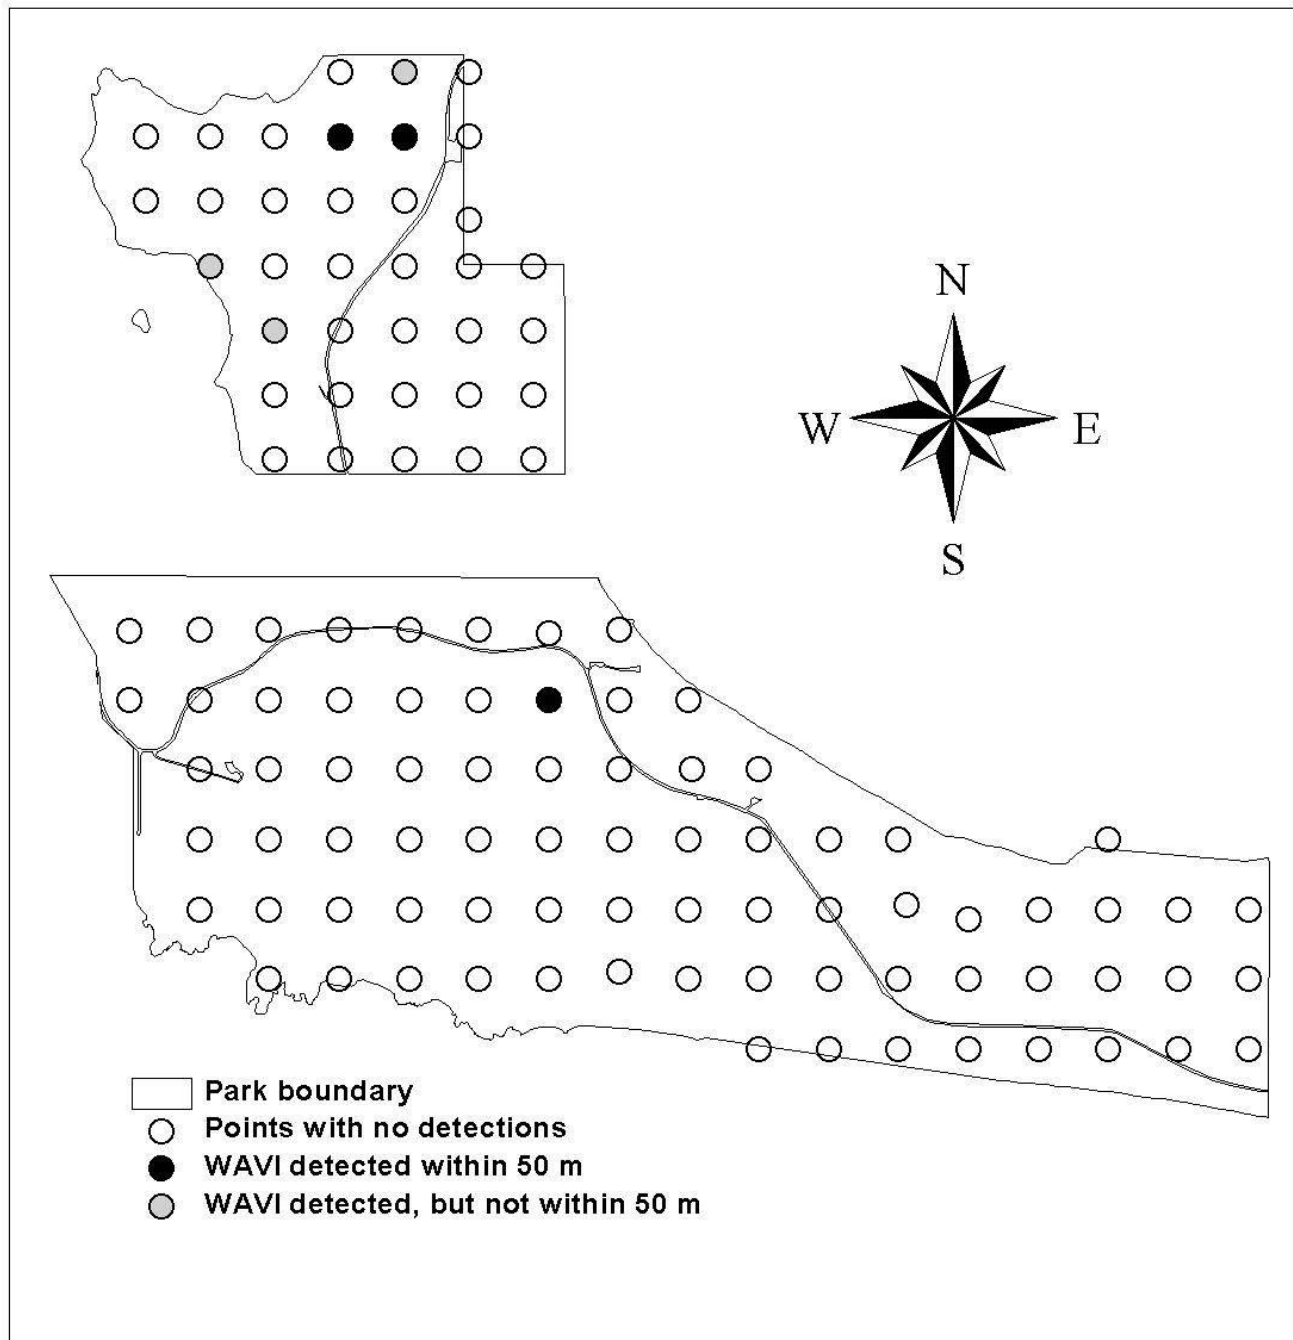 N
W
E
S
Park boundary
Points with no detections
WAVI detected within 50 m
WAVI detected, but not within 50 m